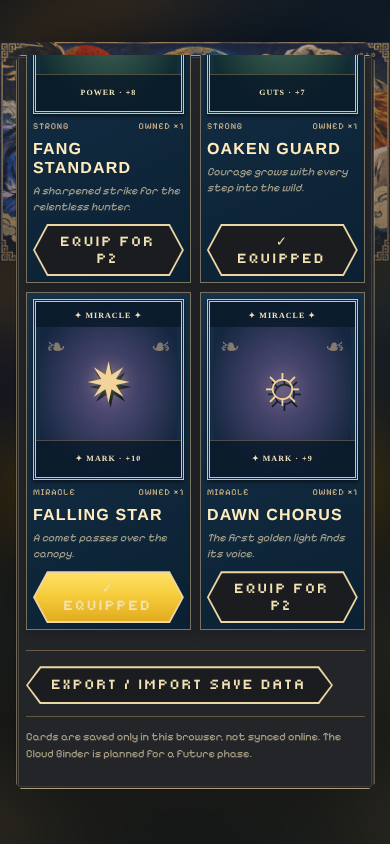 POWER · +8
GUTS · +7
STRONG OWNED ×1
STRONG OWNED ×1
FANG
STANDARD
A sharpened strike for the
relentless hunter.
OAKEN GUARD
Courage grows with every
step into the wild.
EQUIP FOR
P2
✓
EQUIPPED
✦ MIRACLE ✦
✦ MIRACLE ✦
✦ MARK · +10
✦ MARK · +9
MIRACLE OWNED ×1
MIRACLE OWNED ×1
FALLING STAR
A comet passes over the
canopy.
DAWN CHORUS
The first golden light finds
its voice.
✓
EQUIPPED
EQUIP FOR
P2
EXPORT / IMPORT SAVE DATA
Cards are saved only in this browser, not synced online. The
Cloud Binder is planned for a future phase.